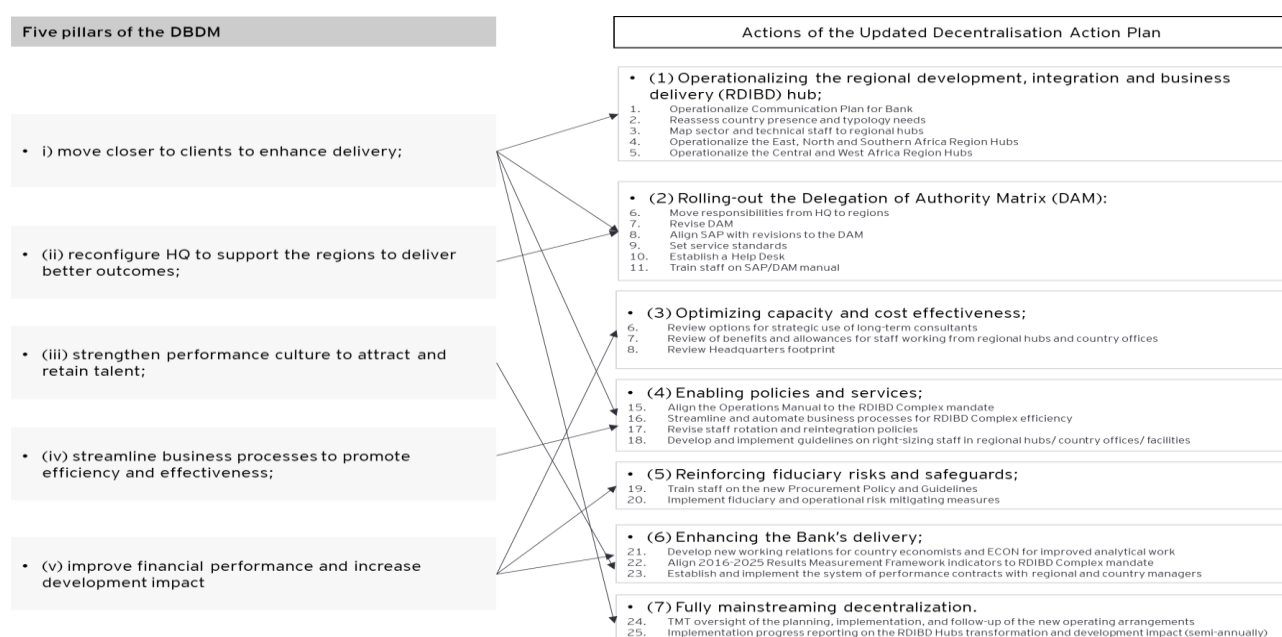 Five pillars of the DBDM
• i) move closer to clients to enhance delivery;
• (ii) reconfigure HQ to support the regions to deliver
better outcomes;
• (iii) strengthen performance culture to attract and
retain talent;
• (iv) streamline business processes to promote
efficiency and effectiveness;
• (v) improve financial performance and increase
development impact
Actions of the Updated Decentralisation Action Plan
• (1) Operationalizing the regional development, integration and business
delivery (RDIBD) hub;
1. Operationalize Communication Plan for Bank
2. Reassess country presence and typology needs
3. Map sector and technical staff to regional hubs
4. Operationalize the East, North and Southern Africa Region Hubs
5. Operationalize the Central and West Africa Region Hubs
• (2) Rolling-out the Delegation of Authority Matrix (DAM):
6. Move responsibilities from HQ to regions
7. Revise DAM
8. Align SAP with revisions to the DAM
9. Set service standards
10. Establish a Help Desk
11. Train staff on SAP/DAM manual
• (3) Optimizing capacity and cost effectiveness;
6. Review options for strategic use of long-term consultants
7. Review of benefits and allowances for staff working from regional hubs and country offices
8. Review Headquarters footprint
• (4) Enabling policies and services;
15. Align the Operations Manual to the RDIBD Complex mandate
16. Streamline and automate business processes for RDIBD Complex efficiency
17. Revise staff rotation and reintegration policies
18. Develop and implement guidelines on right-sizing staff in regional hubs/ country offices/ facilities
• (5) Reinforcing fiduciary risks and safeguards;
19. Train staff on the new Procurement Policy and Guidelines
20. Implement fiduciary and operational risk mitigating measures
• (6) Enhancing the Bank's delivery;
21. Develop new working relations for country economists and ECON for improved analytical work
22. Align 2016-2025 Results Measurement Framework indicators to RDIBD Complex mandate
23. Establish and implement the system of performance contracts with regional and country managers
• (7) Fully mainstreaming decentralization.
24. TMT oversight of the planning, implementation, and follow-up of the new operating arrangements
25. Implementation progress reporting on the RDIBD Hubs transformation and development impact (semi-annually)